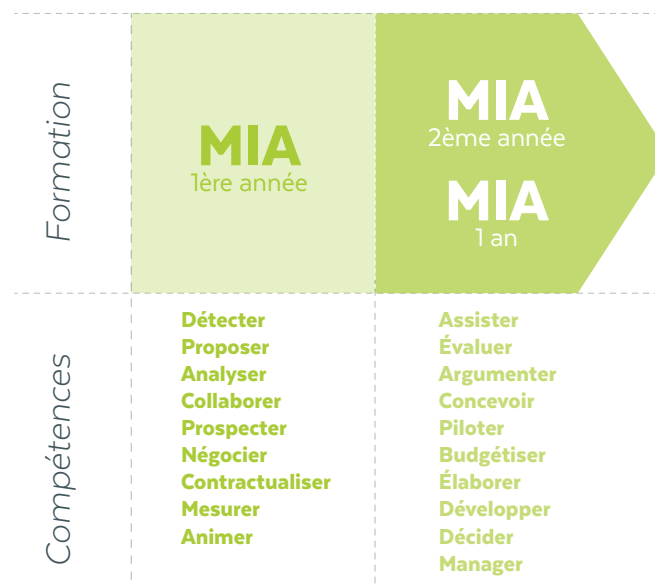 Formation
MIA
1ère année
MIA
2ème année
MIA
1 an
Compétences
Détecter
Proposer
Analyser
Collaborer
Prospecter
Négocier
Contractualiser
Mesurer
Animer
Assister
Évaluer
Argumenter
Concevoir
Piloter
Budgétiser
Élaborer
Développer
Décider
Manager